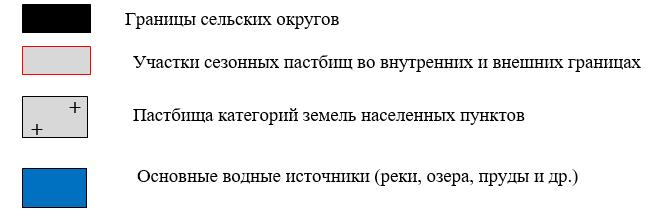 Границы сельских округов
Участки сезонных пастбищ во внутренних и внешних границах
Пастбища категорий земель населенных пунктов
Основные водные источники (реки, озера, пруды и др.)